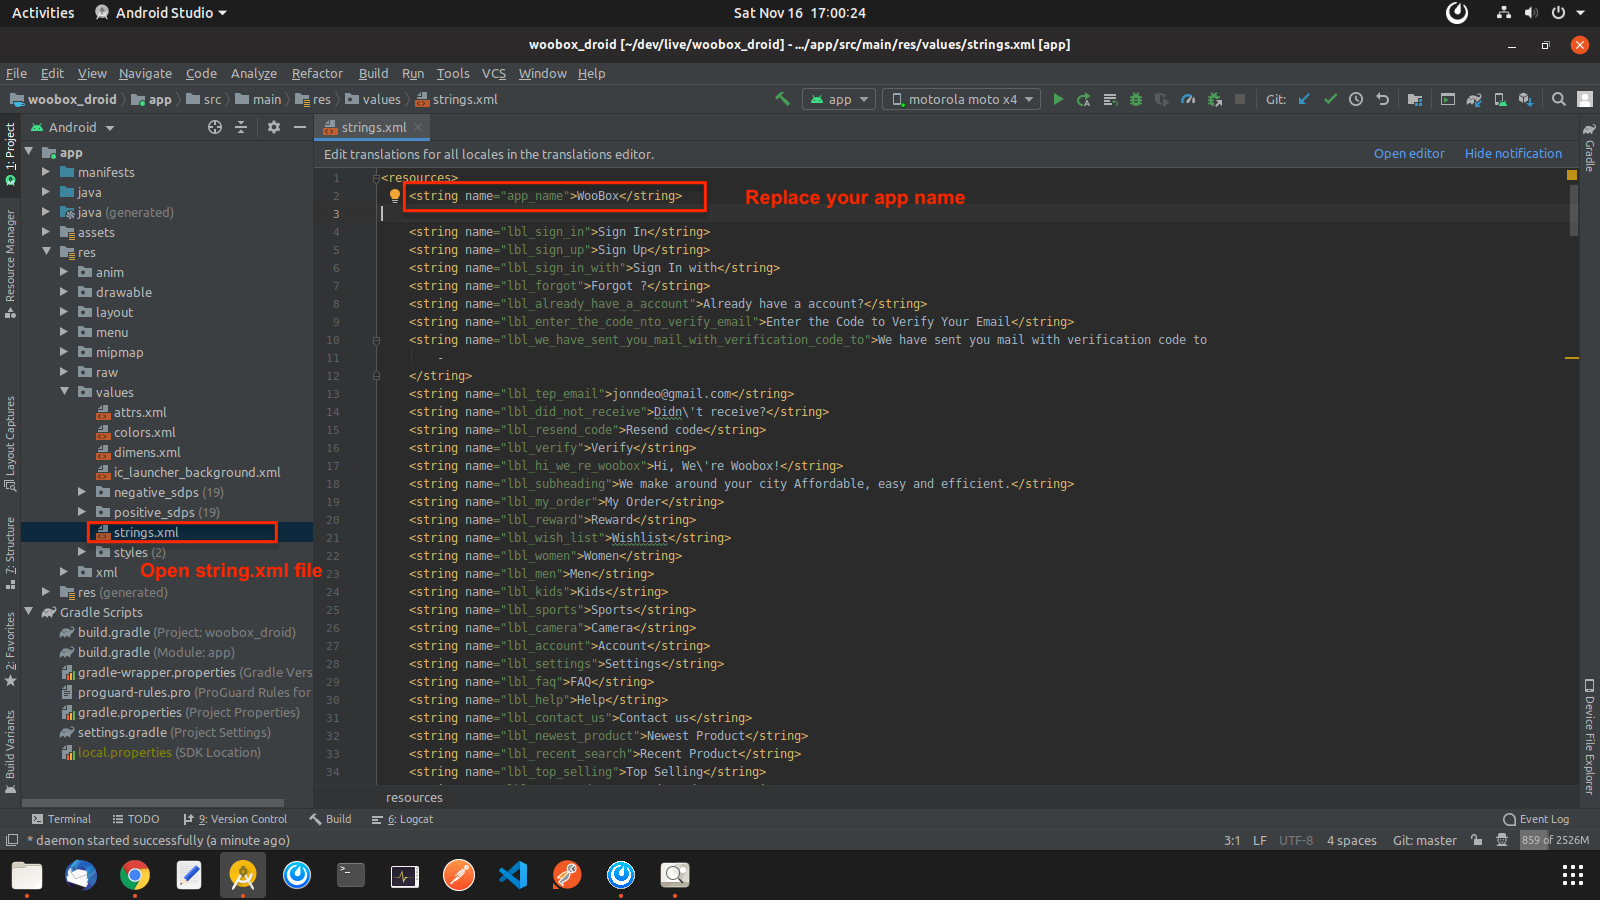 Activities Android Studio Sat Nov 16 17:00:24
woobox_droid [~/dev/live/woobox_droid] - .../app/src/main/res/values/strings.xml [app]
File Edit View Navigate Code Analyze Refactor Build Run Tools VCS Window Help
woobox_droid app src main res values strings.xml app motorola moto x4 Git:
1: Project
Resource Manager
Layout Captures
7: Structure
2: Favorites
Build Variants
Android
app
manifests
java
java (generated)
assets
res
anim
drawable
layout
menu
mipmap
raw
values
attrs.xml
colors.xml
dimens.xml
ic_launcher_background.xml
negative_sdps (19)
positive_sdps (19)
strings.xml
styles (2)
xml
Open string.xml file
res (generated)
Gradle Scripts
build.gradle (Project: woobox_droid)
build.gradle (Module: app)
gradle-wrapper.properties (Gradle Vers
proguard-rules.pro (ProGuard Rules for
gradle.properties (Project Properties)
settings.gradle (Project Settings)
local.properties (SDK Location)
strings.xml
Edit translations for all locales in the translations editor. Open editor Hide notification
1 <resources>
2 <string name="app_name">WooBox</string>
Replace your app name
3
4 <string name="lbl_sign_in">Sign In</string>
5 <string name="lbl_sign_up">Sign Up</string>
6 <string name="lbl_sign_in_with">Sign In with</string>
7 <string name="lbl_forgot">Forgot ?</string>
8 <string name="lbl_already_have_a_account">Already have a account?</string>
9 <string name="lbl_enter_the_code_nto_verify_email">Enter the Code to Verify Your Email</string>
10 <string name="lbl_we_have_sent_you_mail_with_verification_code_to">We have sent you mail with verification code to
11 -
12 </string>
13 <string name="lbl_tep_email">jonndeo@gmail.com</string>
14 <string name="lbl_did_not_receive">Didn\'t receive?</string>
15 <string name="lbl_resend_code">Resend code</string>
16 <string name="lbl_verify">Verify</string>
17 <string name="lbl_hi_we_re_woobox">Hi, We\'re Woobox!</string>
18 <string name="lbl_subheading">We make around your city Affordable, easy and efficient.</string>
19 <string name="lbl_my_order">My Order</string>
20 <string name="lbl_reward">Reward</string>
21 <string name="lbl_wish_list">Wishlist</string>
22 <string name="lbl_women">Women</string>
23 <string name="lbl_men">Men</string>
24 <string name="lbl_kids">Kids</string>
25 <string name="lbl_sports">Sports</string>
26 <string name="lbl_camera">Camera</string>
27 <string name="lbl_account">Account</string>
28 <string name="lbl_settings">Settings</string>
29 <string name="lbl_faq">FAQ</string>
30 <string name="lbl_help">Help</string>
31 <string name="lbl_contact_us">Contact us</string>
32 <string name="lbl_newest_product">Newest Product</string>
33 <string name="lbl_recent_search">Recent Product</string>
34 <string name="lbl_top_selling">Top Selling</string>
resources
Gradle
Device File Explorer
Terminal TODO 9: Version Control Build 6: Logcat Event Log
* daemon started successfully (a minute ago) 3:1 LF UTF-8 4 spaces Git: master 859 of 2526M